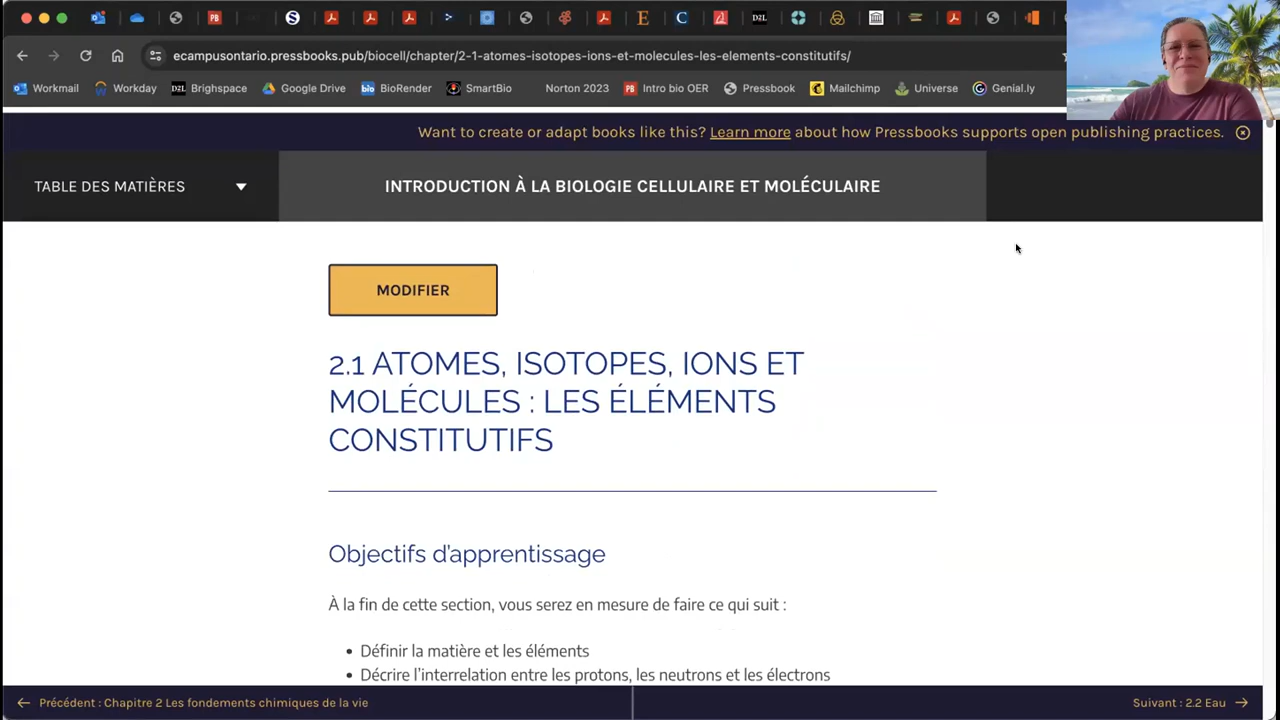 PB
S
E
C
D2L
ecampusontario.pressbooks.pub/biocell/chapter/2-1-atomes-isotopes-ions-et-molecules-les-elements-constitutifs/
Workmail Workday D2L Brighspace Google Drive bio BioRender SmartBio Norton 2023 PB Intro bio OER Pressbook Mailchimp Universe Genial.ly
Want to create or adapt books like this? Learn more about how Pressbooks supports open publishing practices.
TABLE DES MATIÈRES
INTRODUCTION À LA BIOLOGIE CELLULAIRE ET MOLÉCULAIRE
MODIFIER
2.1 ATOMES, ISOTOPES, IONS ET
MOLÉCULES : LES ÉLÉMENTS
CONSTITUTIFS
Objectifs d’apprentissage
À la fin de cette section, vous serez en mesure de faire ce qui suit :
• Définir la matière et les éléments
• Décrire l’interrelation entre les protons, les neutrons et les électrons
← Précédent : Chapitre 2 Les fondements chimiques de la vie
Suivant : 2.2 Eau →